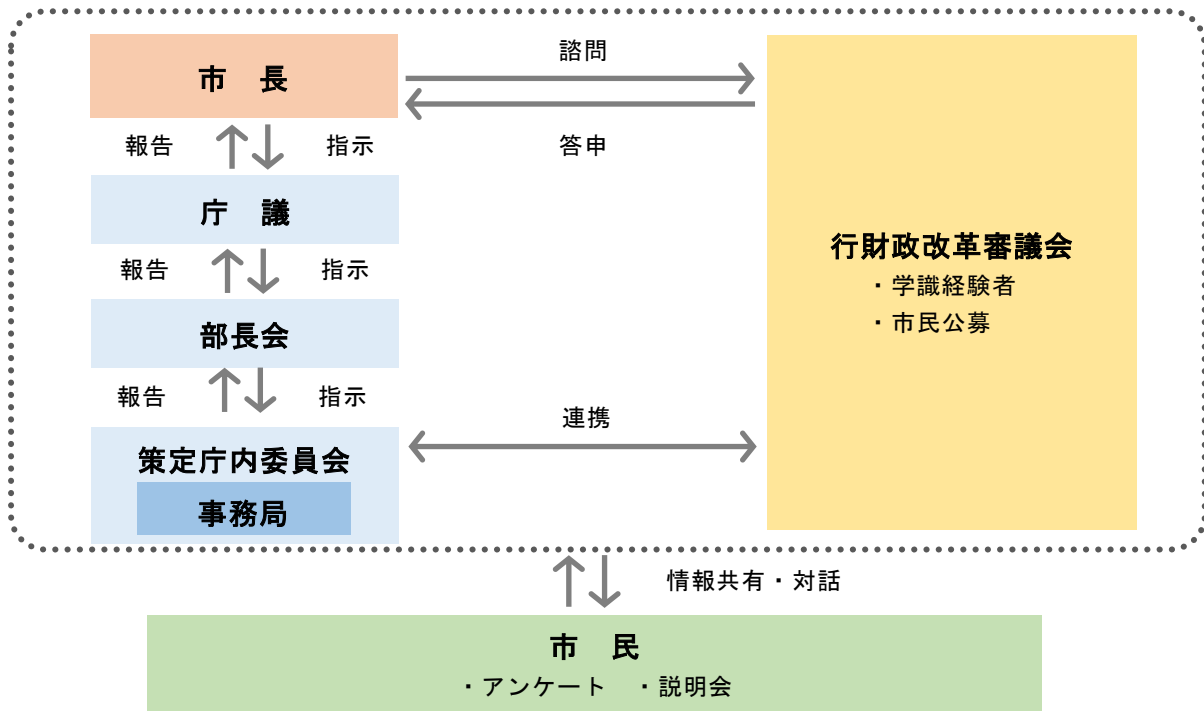 諮問
市　長
答申
報告
指示
庁　議
行財政改革審議会
・学識経験者
・市民公募
報告
指示
部長会
報告
指示
連携
策定庁内委員会
事務局
情報共有・対話
市　民
・アンケート　・説明会